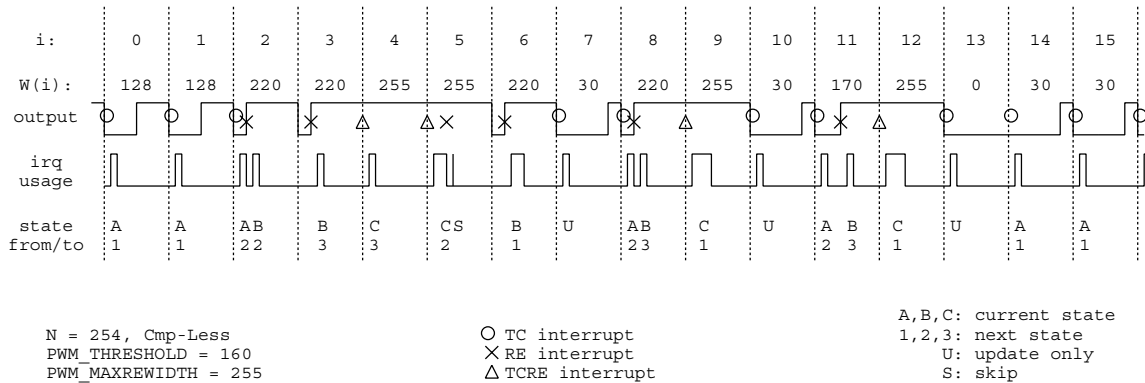 i: 0 1 2 3 4 5 6 7 8 9 10 11 12 13 14 15
W(i): 128 128 220 220 255 255 220 30 220 255 30 170 255 0 30 30
output
irq
usage
state A A AB B C CS B U AB C U A B C U A A
from/to 1 1 22 3 3 2 1 23 1 2 3 1 1 1
N = 254, Cmp-Less
PWM_THRESHOLD = 160
PWM_MAXREWIDTH = 255
TC interrupt
RE interrupt
TCRE interrupt
A,B,C: current state
1,2,3: next state
U: update only
S: skip